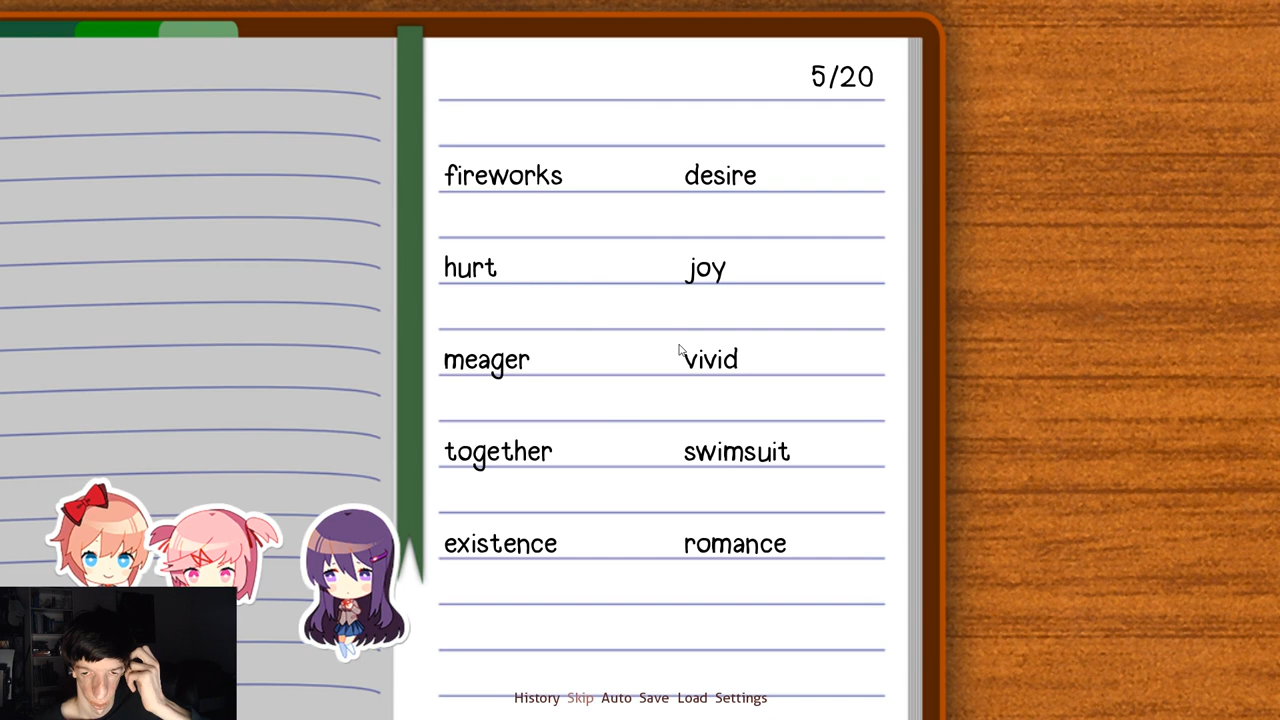 5/20
fireworks desire
hurt joy
meager vivid
together swimsuit
existence romance
History Skip Auto Save Load Settings